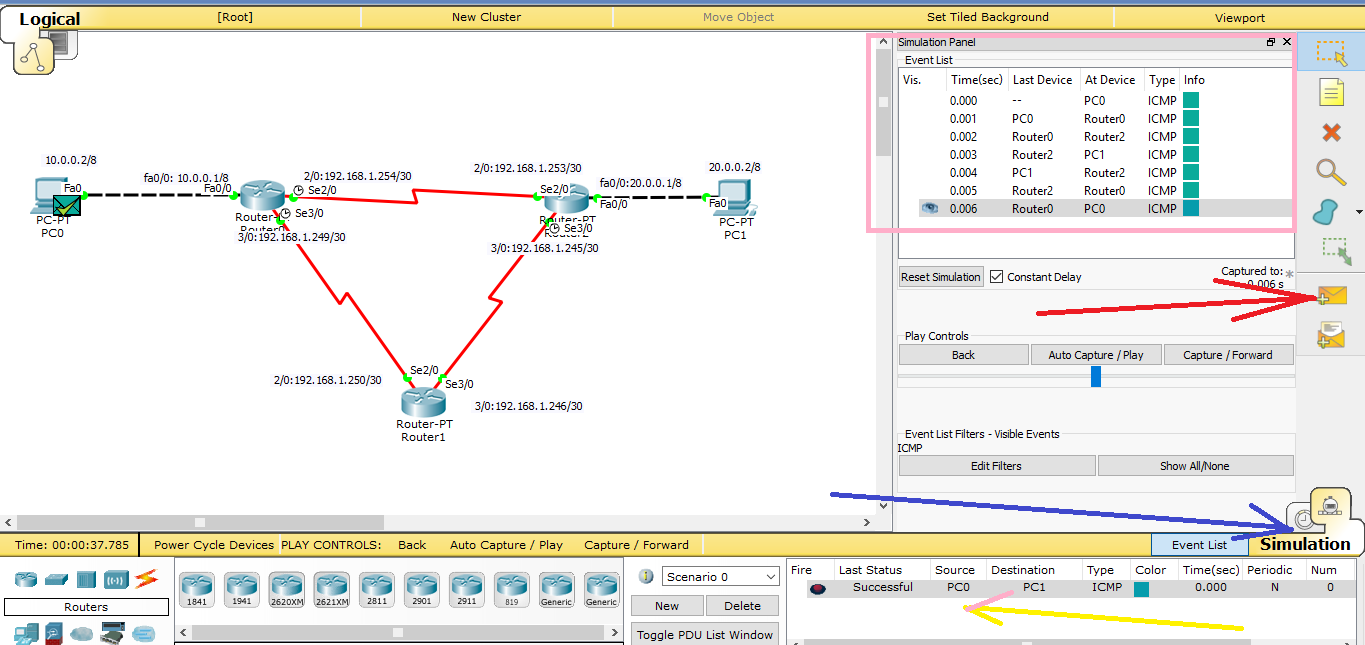 Logical [Root] New Cluster Move Object Set Tiled Background Viewport
Simulation Panel
Event List
Vis. Time(sec) Last Device At Device Type Info
0.000 -- PC0 ICMP
0.001 PC0 Router0 ICMP
0.002 Router0 Router2 ICMP
0.003 Router2 PC1 ICMP
0.004 PC1 Router2 ICMP
0.005 Router2 Router0 ICMP
0.006 Router0 PC0 ICMP
Reset Simulation Constant Delay Captured to: *
0.006 s
Play Controls
Back Auto Capture / Play Capture / Forward
Event List Filters - Visible Events
ICMP
Edit Filters Show All/None
10.0.0.2/8
Fa0
PC-PT
PC0
fa0/0: 10.0.0.1/8
Fa0/0
2/0:192.168.1.254/30
Se2/0
Router-PT
Se3/0
3/0:192.168.1.249/30
2/0:192.168.1.253/30
Se2/0
fa0/0:20.0.0.1/8
Fa0/0
Router-PT
Se3/0
3/0:192.168.1.245/30
20.0.0.2/8
Fa0
PC-PT
PC1
2/0:192.168.1.250/30
Se2/0
Se3/0
3/0:192.168.1.246/30
Router-PT
Router1
Time: 00:00:37.785 Power Cycle Devices PLAY CONTROLS: Back Auto Capture / Play Capture / Forward Event List Simulation
Routers
1841 1941 2620XM 2621XM 2811 2901 2911 819 Generic Generic
Scenario 0
New Delete
Toggle PDU List Window
Fire Last Status Source Destination Type Color Time(sec) Periodic Num
Successful PC0 PC1 ICMP 0.000 N 0